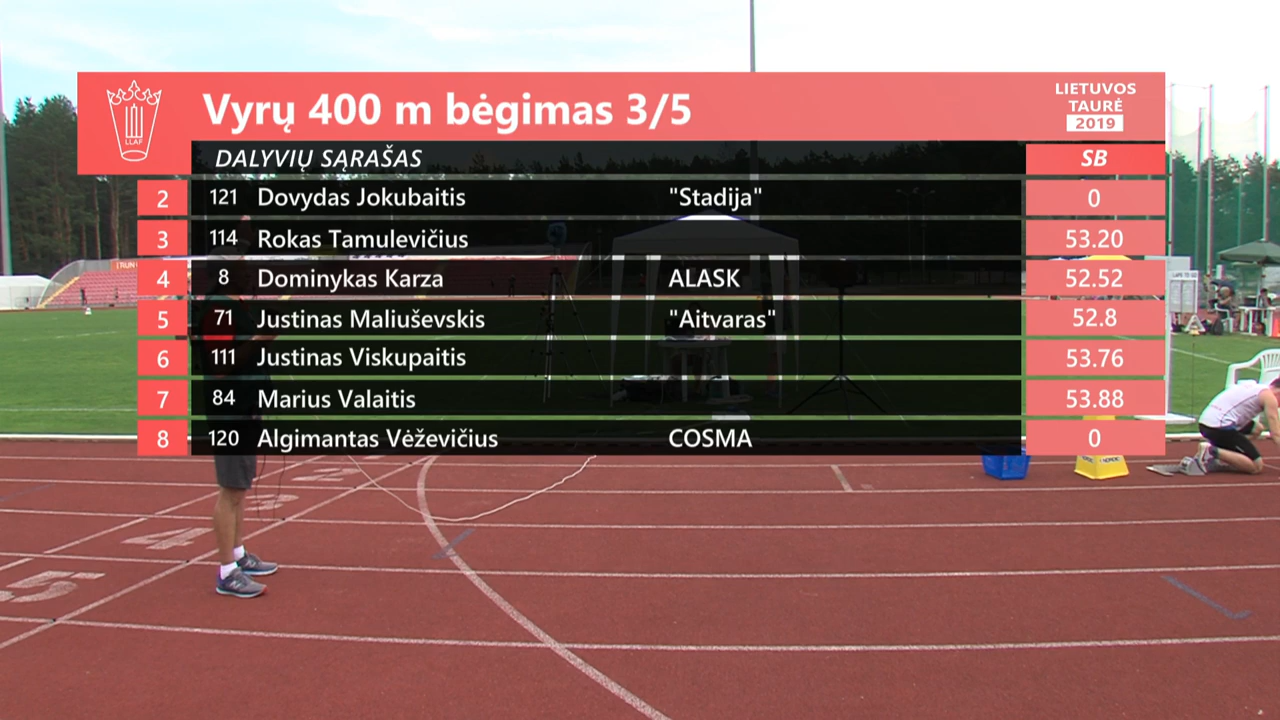 Vyrų 400 m bėgimas 3/5
LIETUVOS
TAURĖ
2019
LLAF
DALYVIŲ SĄRAŠAS SB
2 121 Dovydas Jokubaitis "Stadija" 0
3 114 Rokas Tamulevičius 53.20
4 8 Dominykas Karza ALASK 52.52
5 71 Justinas Maliuševskis "Aitvaras" 52.8
6 111 Justinas Viskupaitis 53.76
7 84 Marius Valaitis 53.88
8 120 Algimantas Vėževičius COSMA 0
2
3
4
5